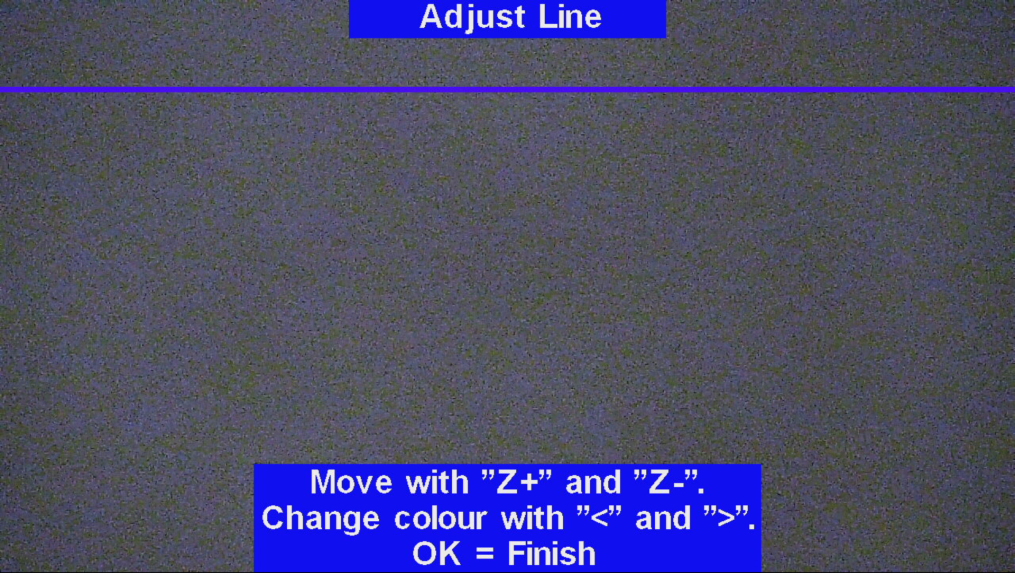 Adjust Line
Move with ”Z+” and ”Z-”.
Change colour with ”<” and ”>”.
OK = Finish